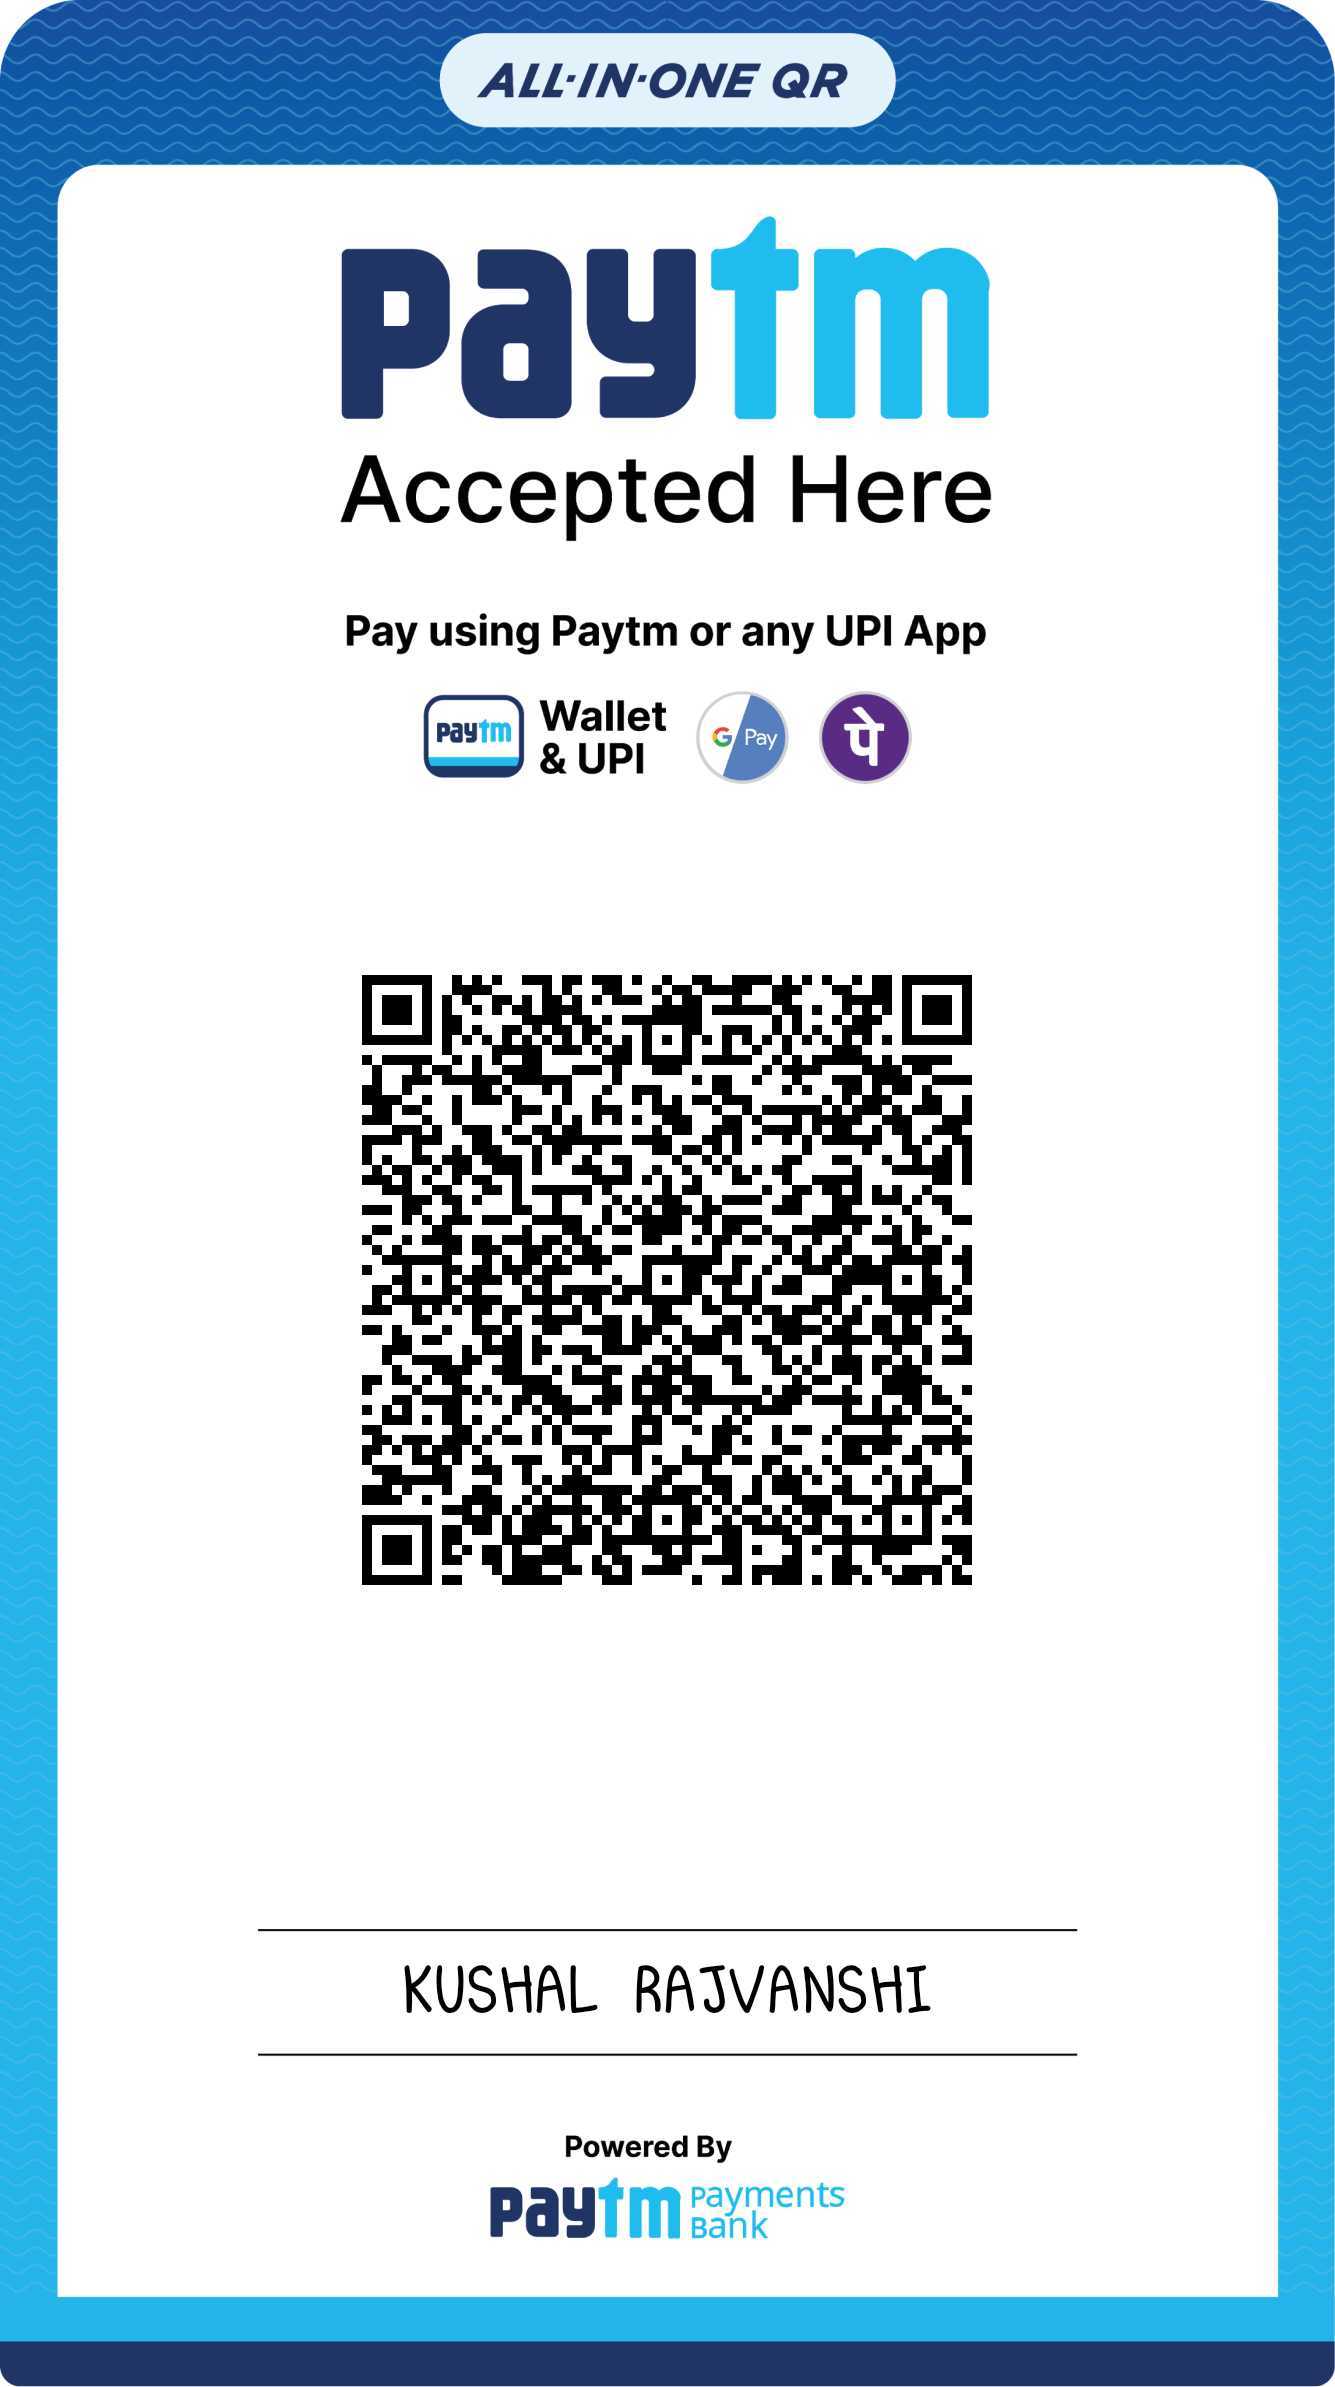 ALL-IN-ONE QR
paytm
Accepted Here
Pay using Paytm or any UPI App
paytm
Wallet
& UPI
G Pay
पे
KUSHAL RAJVANSHI
Powered By
paytm Payments
Bank